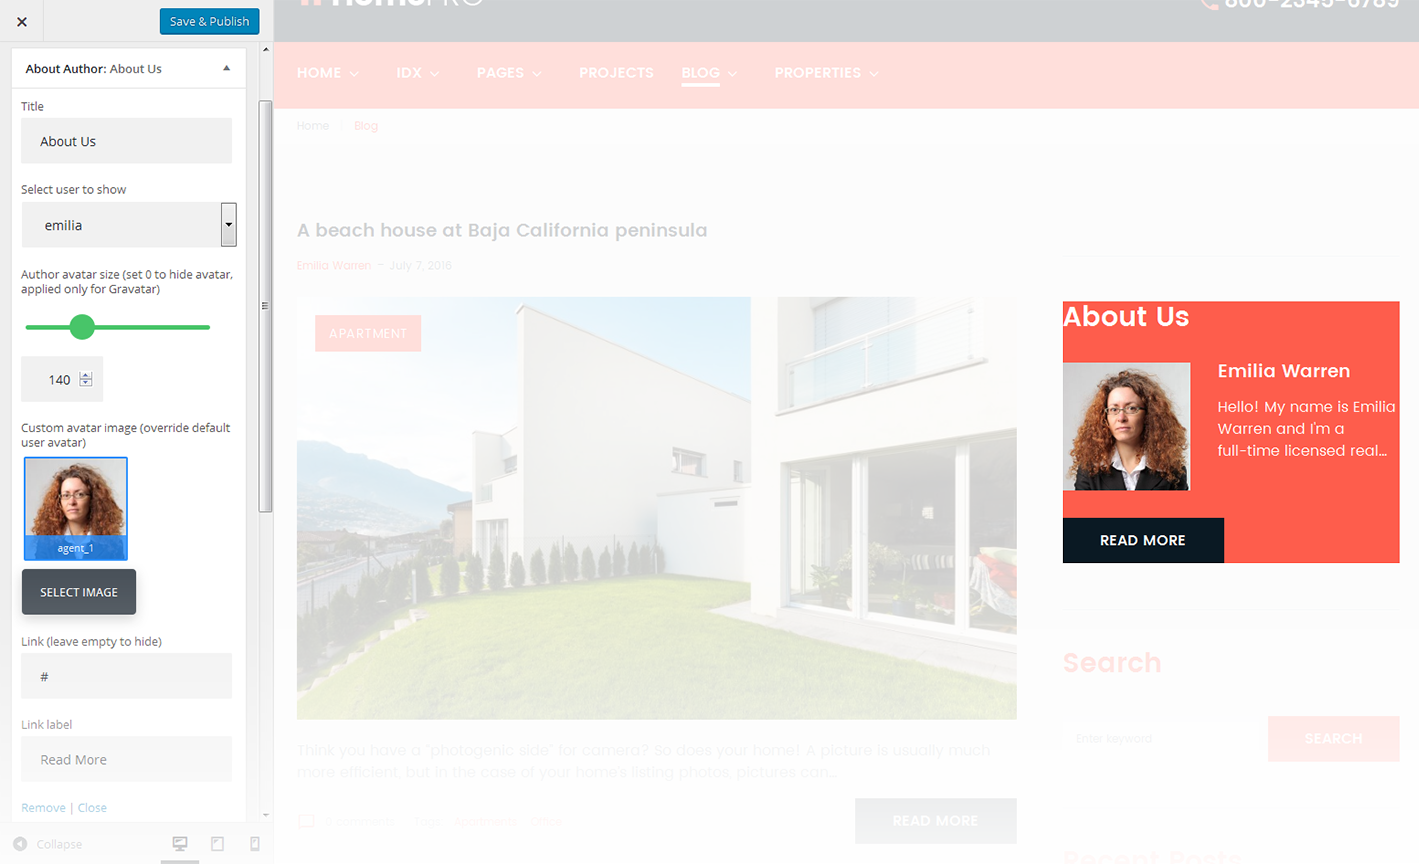 Save & Publish
About Author: About Us
Title
About Us
Select user to show
emilia
Author avatar size (set 0 to hide avatar,
applied only for Gravatar)
140
Custom avatar image (override default
user avatar)
agent_1
SELECT IMAGE
Link (leave empty to hide)
#
Link label
Read More
Remove | Close
Collapse
HOME IDX PAGES PROJECTS BLOG PROPERTIES
Home Blog
A beach house at Baja California peninsula
Emilia Warren - July 7, 2016
APARTMENT
Think you have a "photogenic side" for camera? So does your home! A picture is usually much
more efficient, but in the case of your home's listing photos, pictures can...
READ MORE
About Us
Emilia Warren
Hello! My name is Emilia
Warren and I'm a
full-time licensed real...
READ MORE
Search
Enter keyword
SEARCH
Recent Posts